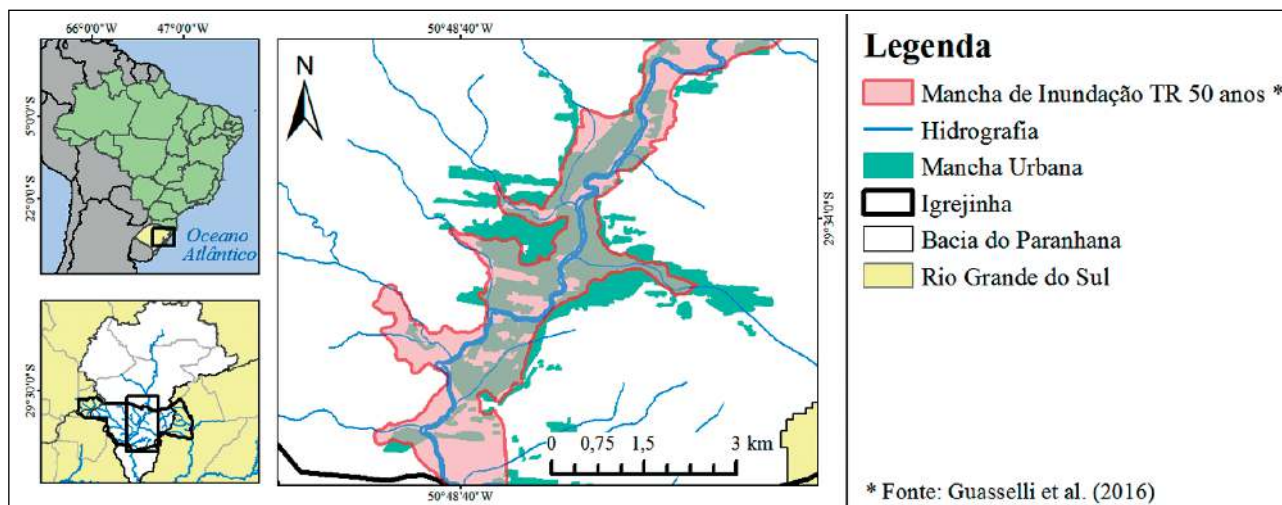 66°0'0"W 47°0'0"W
5°0'0"S
22°0'0"S
Oceano
Atlântico
29°30'0"S
50°48'40"W
N
29°34'0"S
0 0,75 1,5 3 km
50°48'40"W
Legenda
Mancha de Inundação TR 50 anos *
Hidrografia
Mancha Urbana
Igrejinha
Bacia do Paranhana
Rio Grande do Sul
* Fonte: Guasselli et al. (2016)